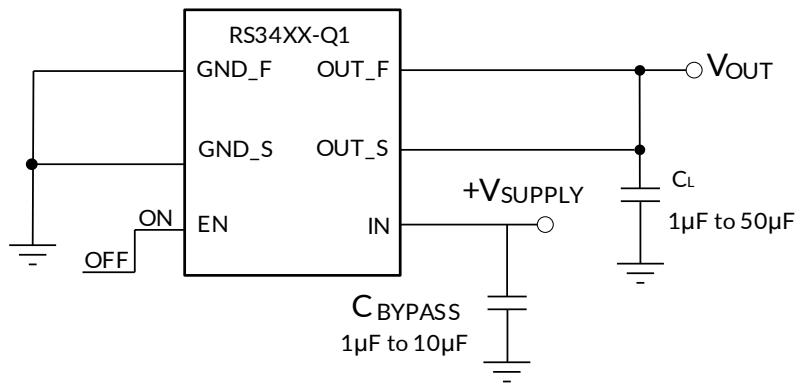 RS34XX-Q1
GND_F
OUT_F
VOUT
GND_S
OUT_S
+VSUPPLY
CL
1µF to 50µF
ON
EN
IN
OFF
CBYPASS
1µF to 10µF